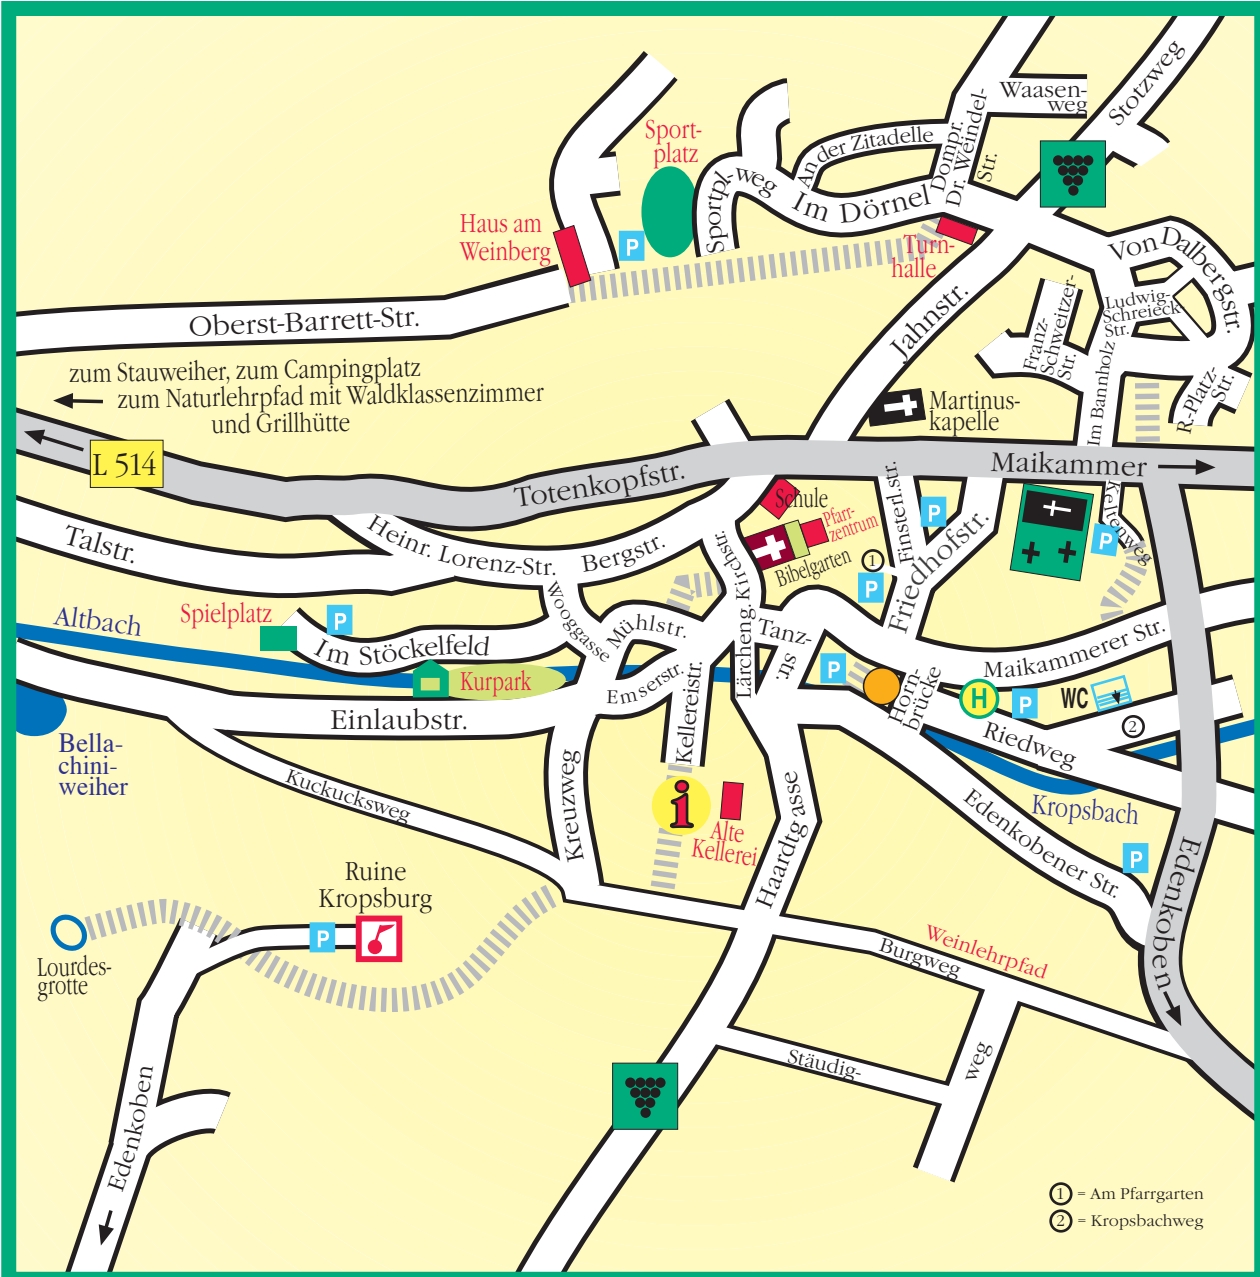 Waasen-
weg
Stotzweg
Sport-
platz
An der Zitadelle
Dompr.
Dr. Weindel-
Str.
Sportpl.-weg
Im Dörnel
Haus am
Weinberg
P
Turn-
halle
Von Dalbergstr.
Ludwig-
Schreieck-
Str.
Franz-
Schweitzer-
Str.
Jahnstr.
Oberst-Barrett-Str.
zum Stauweiher, zum Campingplatz
zum Naturlehrpfad mit Waldklassenzimmer
und Grillhütte
Martinus-
kapelle
Im Bannholz
R.-Platz-
Str.
L 514
Totenkopfstr.
Maikammer
Schule
Pfarr-
zentrum
Bibelgarten
Finsterl.str.
P
Friedhofstr.
Kellerweg
P
1
P
Talstr.
Heinr. Lorenz-Str.
Bergstr.
Kirchstr.
Altbach
Spielplatz
P
Im Stöckelfeld
Wooggasse
Mühlstr.
Lärcheng.
Tanz-
str.
Maikammerer Str.
Kurpark
Emserstr.
Kellereistr.
P
Horn-
brücke
H
P
WC
2
Einlaubstr.
Riedweg
Bella-
chini-
weiher
Kuckucksweg
Kreuzweg
i
Alte
Kellerei
Haardtgasse
Kropsbach
Edenkobener Str.
P
Edenkoben
Ruine
Kropsburg
P
Lourdes-
grotte
Weinlehrpfad
Burgweg
Stäudig-
weg
Edenkoben
1 = Am Pfarrgarten
2 = Kropsbachweg